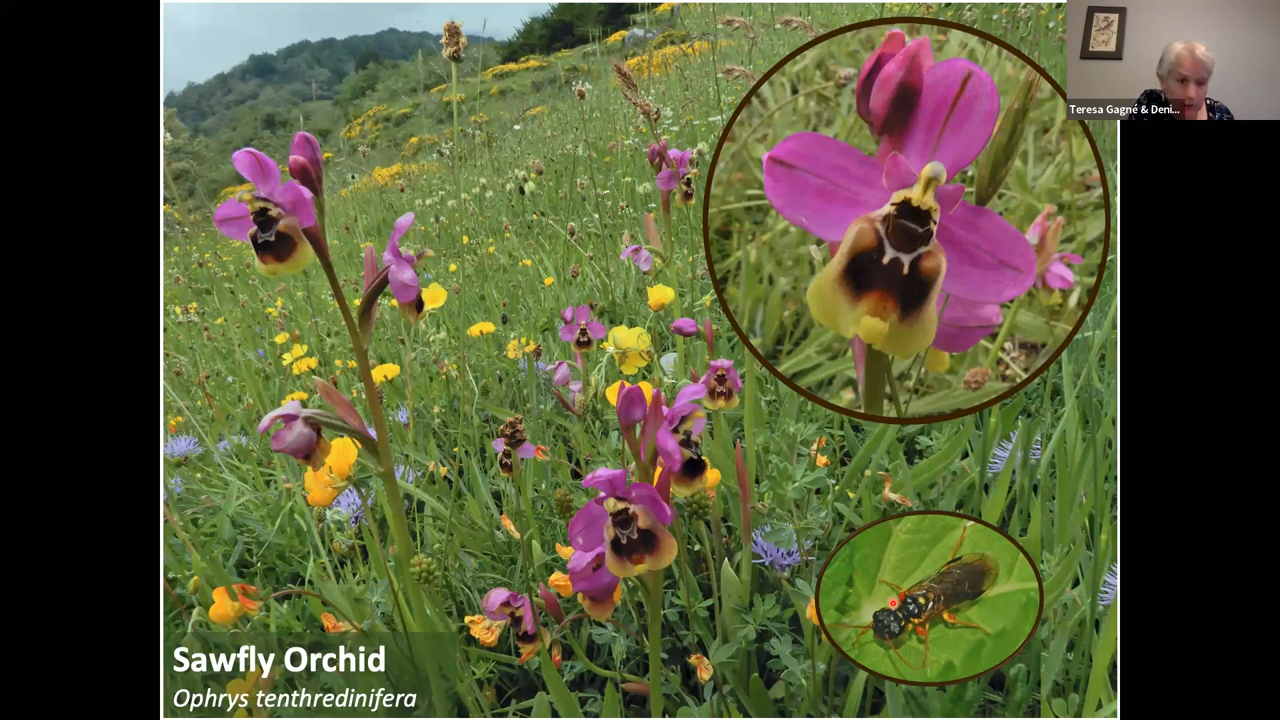 Teresa Gagné & Deni...
Sawfly Orchid
Ophrys tenthredinifera